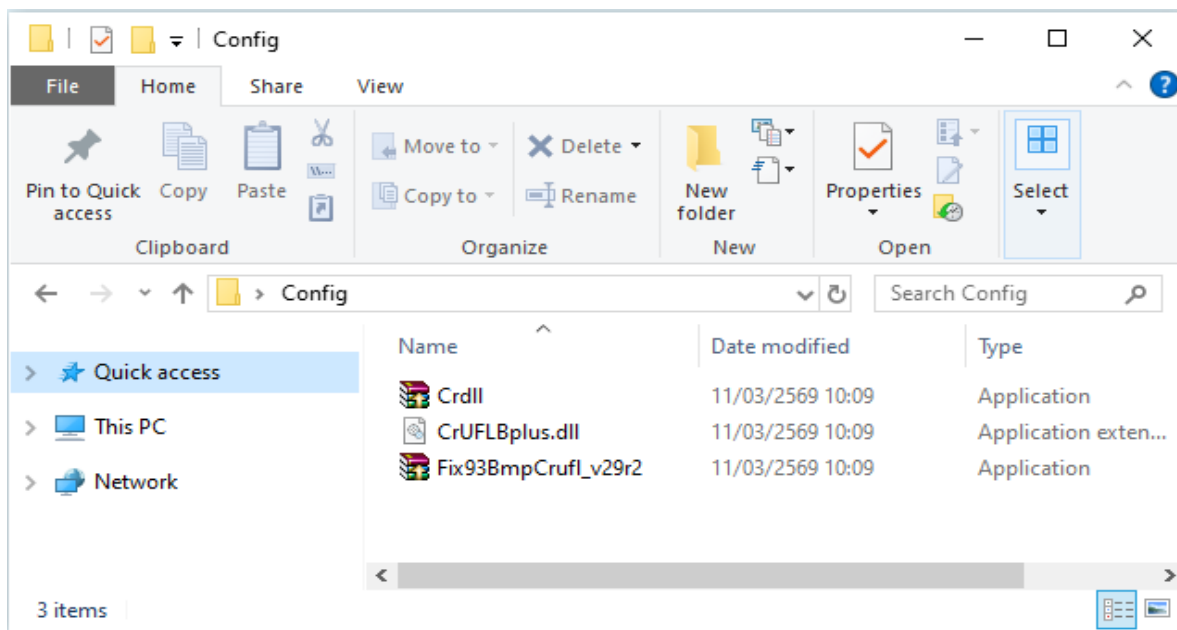 Config
File Home Share View
Pin to Quick access
Copy
Paste
Clipboard
Move to
Copy to
Delete
Rename
Organize
New folder
New
Properties
Open
Select
Config
Search Config
Quick access
This PC
Network
Name Date modified Type
Crdll 11/03/2569 10:09 Application
CrUFLBplus.dll 11/03/2569 10:09 Application exten...
Fix93BmpCrufl_v29r2 11/03/2569 10:09 Application
3 items